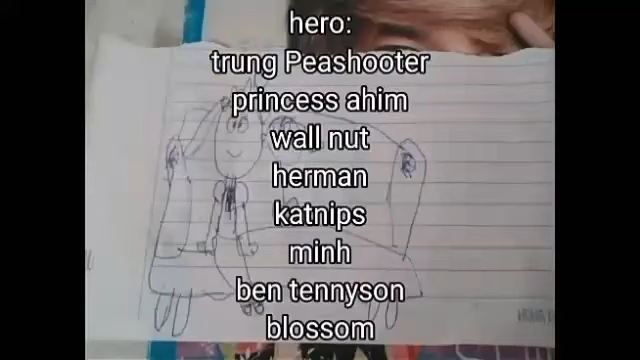 hero:
trung Peashooter
princess ahim
wall nut
herman
katnips
minh
ben tennyson
blossom